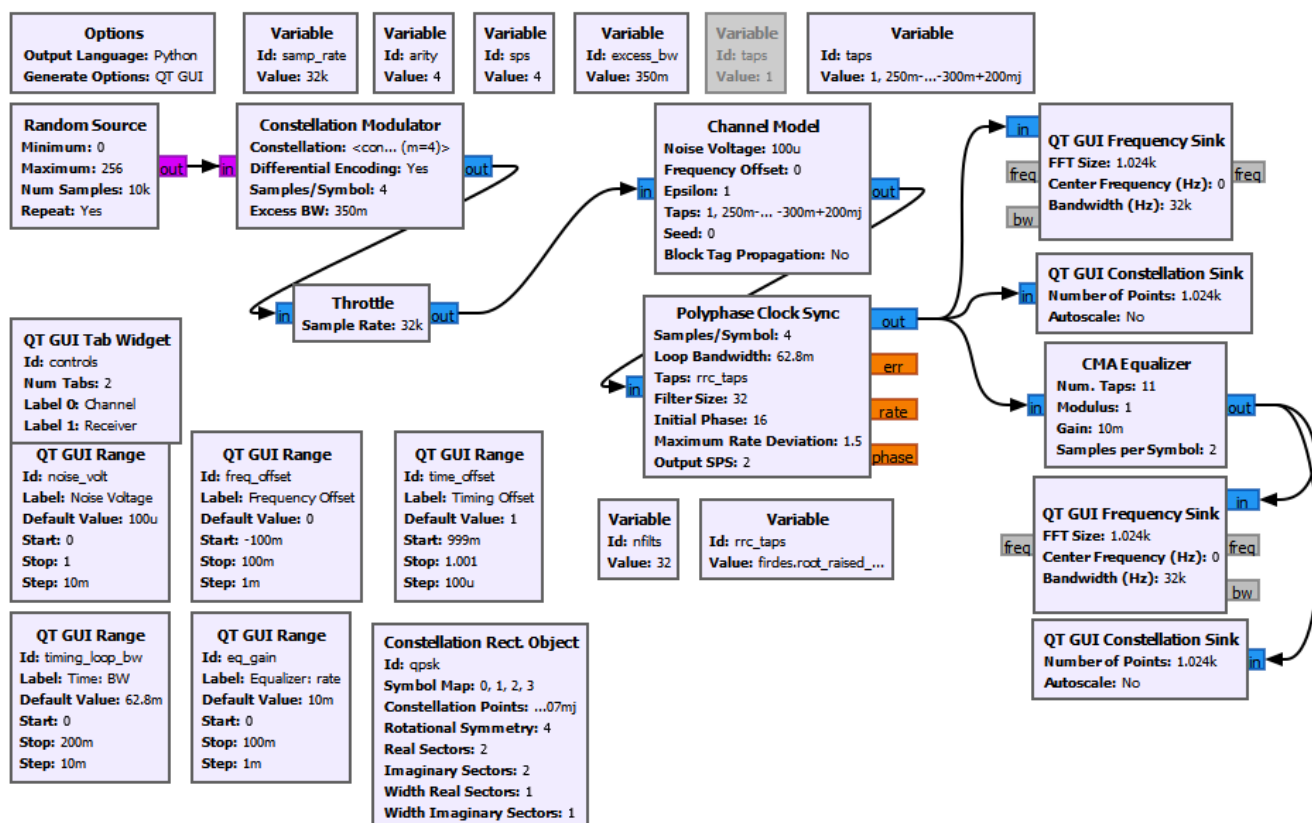 Options
Output Language: Python
Generate Options: QT GUI
Variable
Id: samp_rate
Value: 32k
Variable
Id: arity
Value: 4
Variable
Id: sps
Value: 4
Variable
Id: excess_bw
Value: 350m
Variable
Id: taps
Value: 1
Variable
Id: taps
Value: 1, 250m-...-300m+200mj
Random Source
Minimum: 0
Maximum: 256
Num Samples: 10k
Repeat: Yes
out
in
Constellation Modulator
Constellation: <con... (m=4)>
Differential Encoding: Yes
Samples/Symbol: 4
Excess BW: 350m
out
in
Channel Model
Noise Voltage: 100u
Frequency Offset: 0
Epsilon: 1
Taps: 1, 250m-... -300m+200mj
Seed: 0
Block Tag Propagation: No
out
in
freq
bw
QT GUI Frequency Sink
FFT Size: 1.024k
Center Frequency (Hz): 0
Bandwidth (Hz): 32k
freq
in
Throttle
Sample Rate: 32k
out
in
QT GUI Constellation Sink
Number of Points: 1.024k
Autoscale: No
in
Polyphase Clock Sync
Samples/Symbol: 4
Loop Bandwidth: 62.8m
Taps: rrc_taps
Filter Size: 32
Initial Phase: 16
Maximum Rate Deviation: 1.5
Output SPS: 2
out
err
rate
phase
QT GUI Tab Widget
Id: controls
Num Tabs: 2
Label 0: Channel
Label 1: Receiver
in
CMA Equalizer
Num. Taps: 11
Modulus: 1
Gain: 10m
Samples per Symbol: 2
out
QT GUI Range
Id: noise_volt
Label: Noise Voltage
Default Value: 100u
Start: 0
Stop: 1
Step: 10m
QT GUI Range
Id: freq_offset
Label: Frequency Offset
Default Value: 0
Start: -100m
Stop: 100m
Step: 1m
QT GUI Range
Id: time_offset
Label: Timing Offset
Default Value: 1
Start: 999m
Stop: 1.001
Step: 100u
Variable
Id: nfilts
Value: 32
Variable
Id: rrc_taps
Value: firdes.root_raised_...
freq
QT GUI Frequency Sink
FFT Size: 1.024k
Center Frequency (Hz): 0
Bandwidth (Hz): 32k
in
freq
bw
QT GUI Range
Id: timing_loop_bw
Label: Time: BW
Default Value: 62.8m
Start: 0
Stop: 200m
Step: 10m
QT GUI Range
Id: eq_gain
Label: Equalizer: rate
Default Value: 10m
Start: 0
Stop: 100m
Step: 1m
Constellation Rect. Object
Id: qpsk
Symbol Map: 0, 1, 2, 3
Constellation Points: ...07mj
Rotational Symmetry: 4
Real Sectors: 2
Imaginary Sectors: 2
Width Real Sectors: 1
Width Imaginary Sectors: 1
QT GUI Constellation Sink
Number of Points: 1.024k
Autoscale: No
in